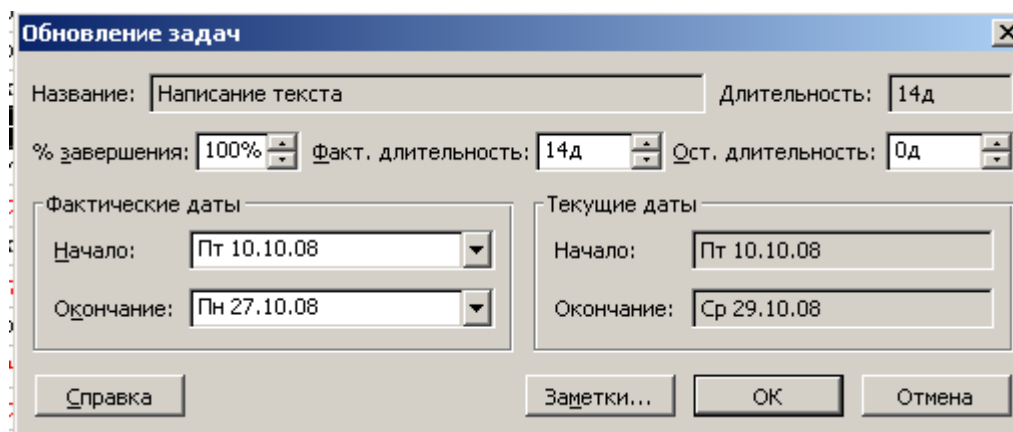 Обновление задач
Название: Написание текста Длительность: 14д
% завершения: 100% Факт. длительность: 14д Ост. длительность: 0д
Фактические даты Текущие даты
Начало: Пт 10.10.08 Начало: Пт 10.10.08
Окончание: Пн 27.10.08 Окончание: Ср 29.10.08
Справка Заметки... ОК Отмена